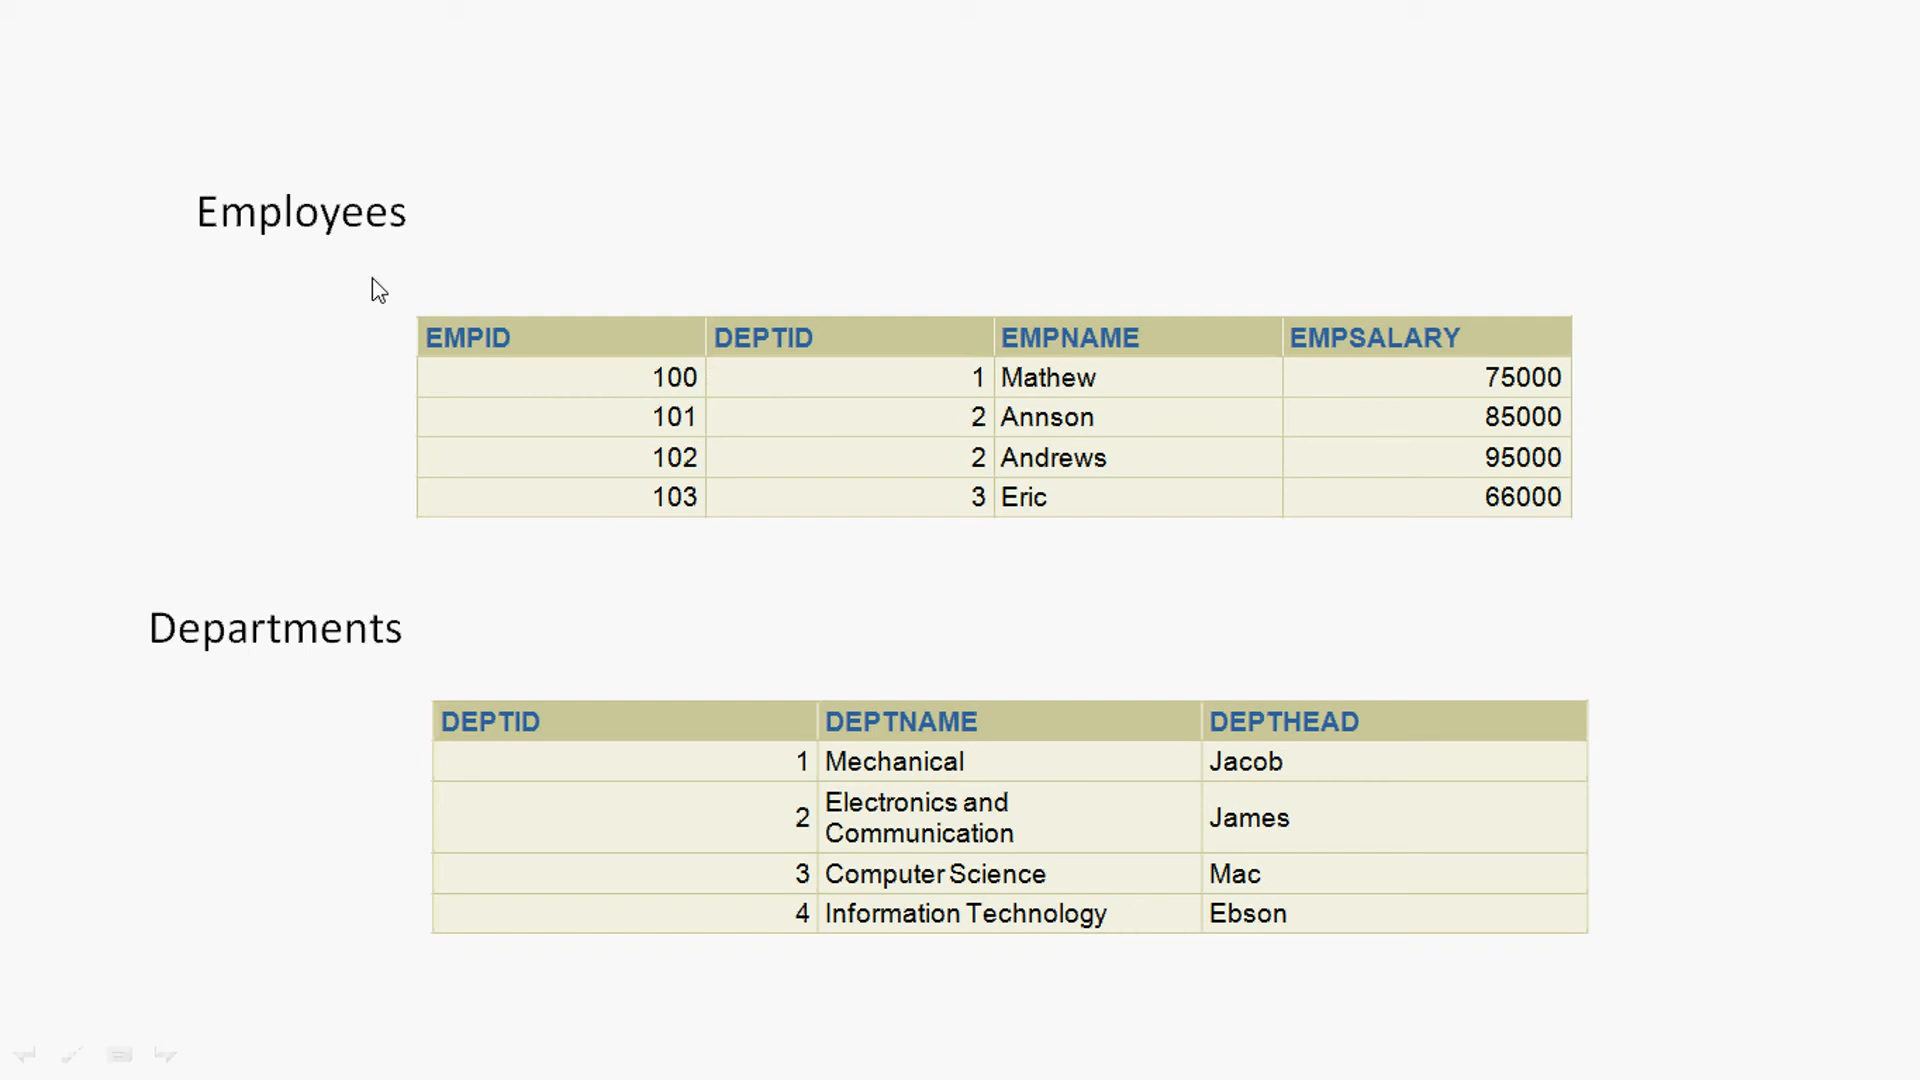 Employees
EMPID DEPTID EMPNAME EMPSALARY
100 1 Mathew 75000
101 2 Annson 85000
102 2 Andrews 95000
103 3 Eric 66000
Departments
DEPTID DEPTNAME DEPTHEAD
1 Mechanical Jacob
2 Electronics and
Communication James
3 Computer Science Mac
4 Information Technology Ebson